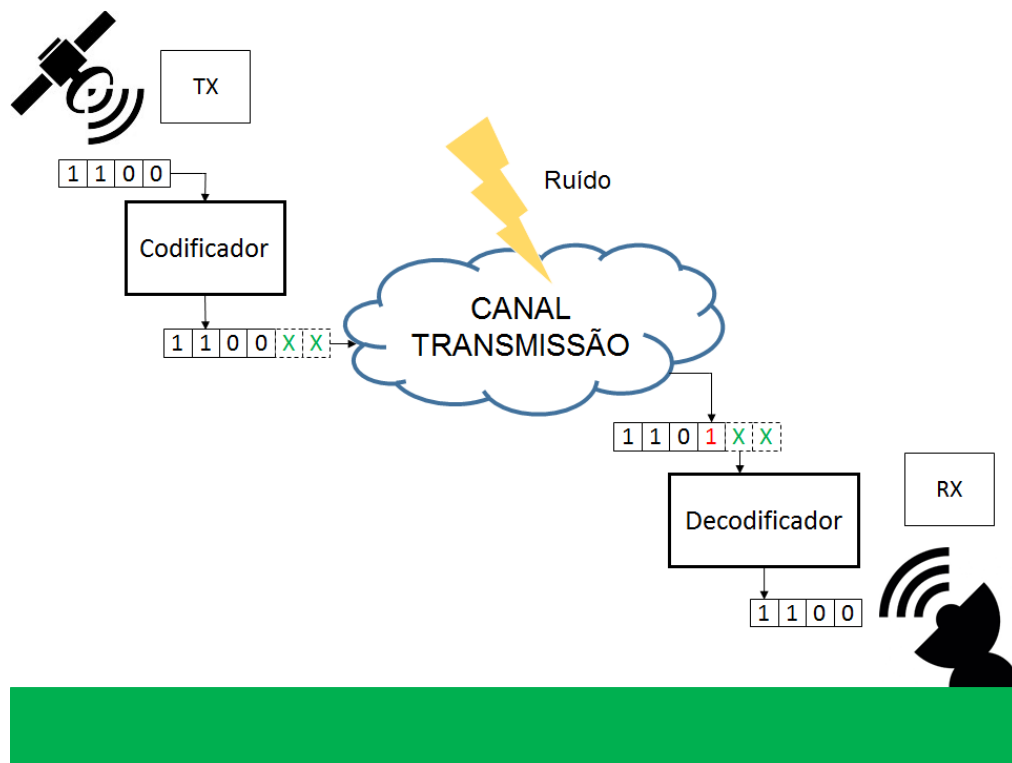 TX
1 1 0 0
Ruído
Codificador
CANAL
TRANSMISSÃO
1 1 0 0 X X
1 1 0 1 X X
RX
Decodificador
1 1 0 0